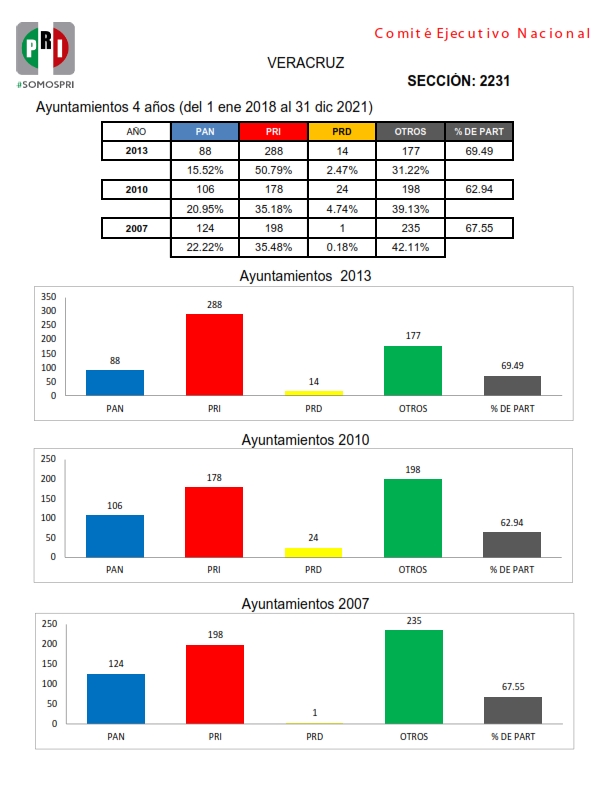 Comité Ejecutivo Nacional
PRI
#SOMOSPRI
VERACRUZ
SECCIÓN: 2231
Ayuntamientos 4 años (del 1 ene 2018 al 31 dic 2021)
AÑO PAN PRI PRD OTROS % DE PART
2013 88 288 14 177 69.49
15.52% 50.79% 2.47% 31.22%
2010 106 178 24 198 62.94
20.95% 35.18% 4.74% 39.13%
2007 124 198 1 235 67.55
22.22% 35.48% 0.18% 42.11%
Ayuntamientos 2013
350
300
250
200
150
100
50
0
88 288 14 177 69.49
PAN PRI PRD OTROS % DE PART
Ayuntamientos 2010
250
200
150
100
50
0
106 178 24 198 62.94
PAN PRI PRD OTROS % DE PART
Ayuntamientos 2007
250
200
150
100
50
0
124 198 1 235 67.55
PAN PRI PRD OTROS % DE PART